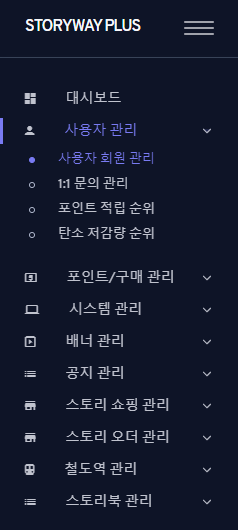 STORYWAY PLUS
대시보드
사용자 관리
사용자 회원 관리
1:1 문의 관리
포인트 적립 순위
탄소 저감량 순위
포인트/구매 관리
시스템 관리
배너 관리
공지 관리
스토리 쇼핑 관리
스토리 오더 관리
철도역 관리
스토리북 관리